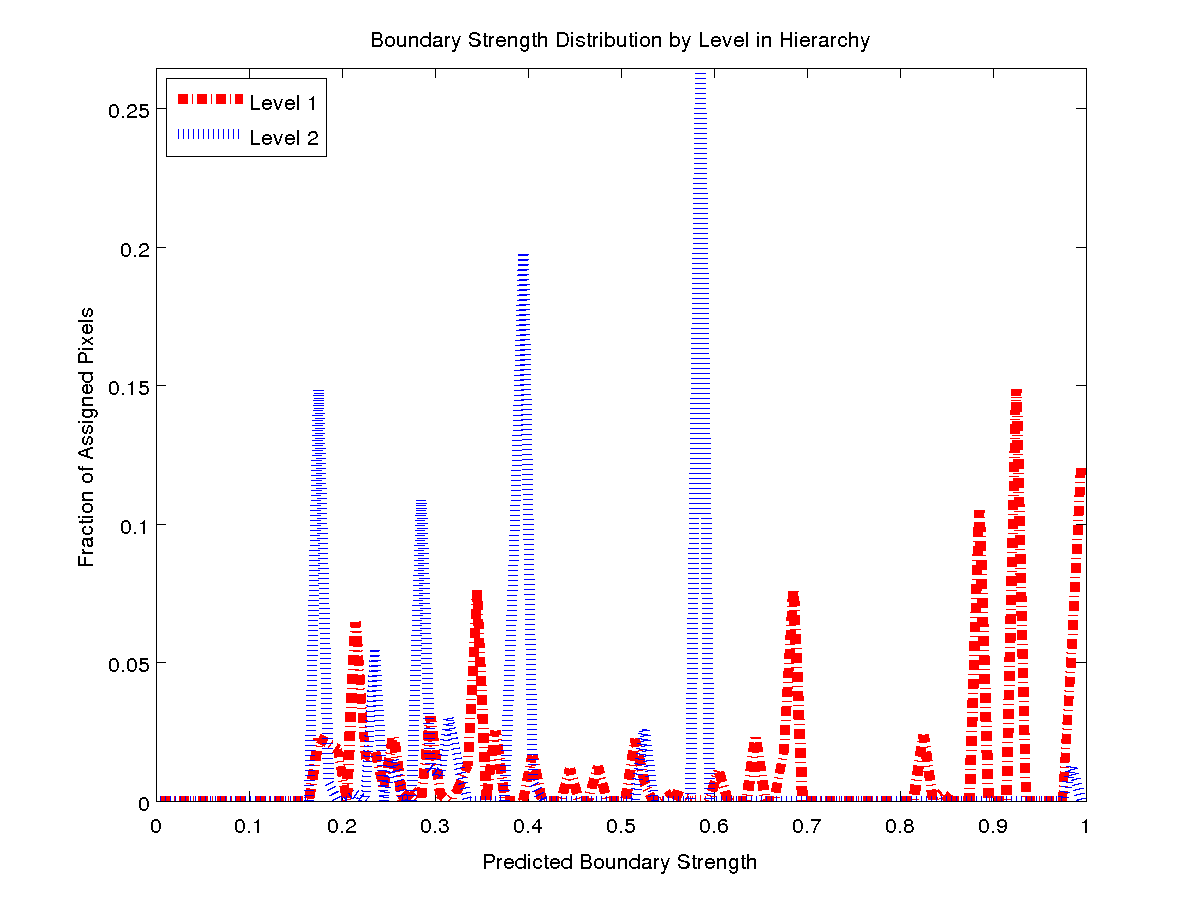 Boundary Strength Distribution by Level in Hierarchy
Level 1
Level 2
0.25
0.2
0.15
0.1
0.05
0
Fraction of Assigned Pixels
0 0.1 0.2 0.3 0.4 0.5 0.6 0.7 0.8 0.9 1
Predicted Boundary Strength